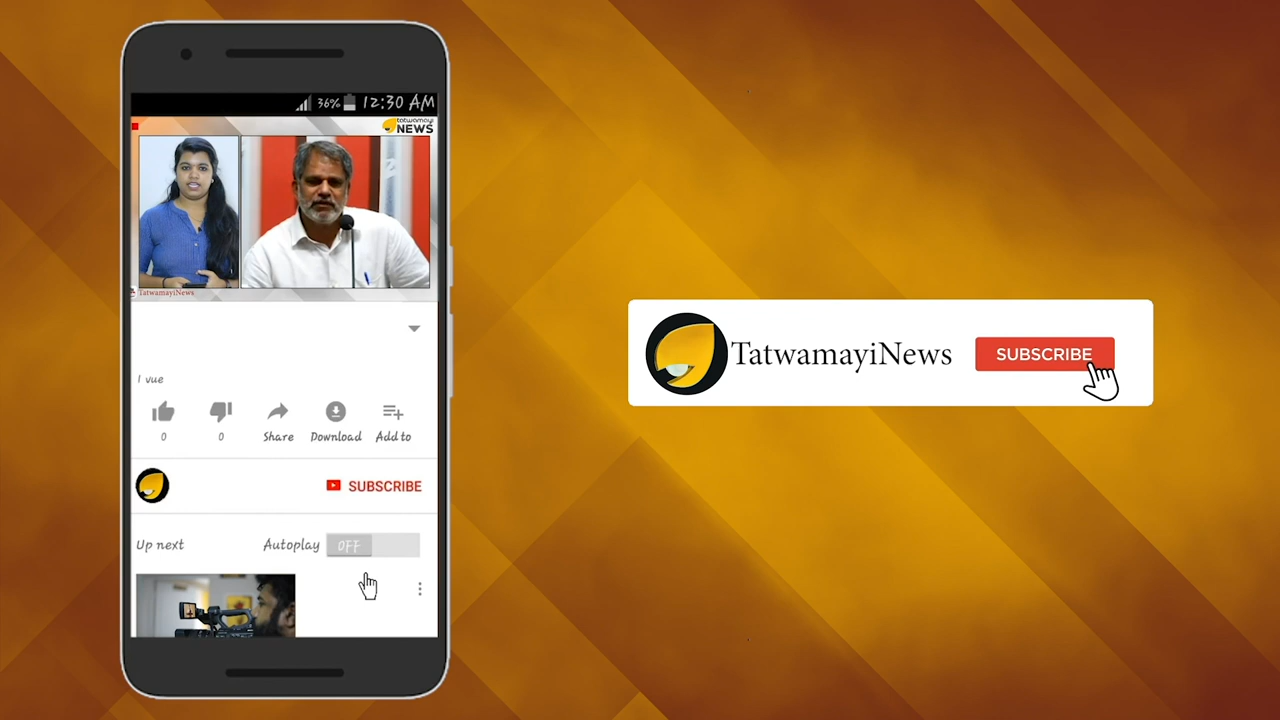 36% 12:30 AM
tatwamayi
NEWS
TatwamayiNews
1 vue
0 0 Share Download Add to
SUBSCRIBE
Up next Autoplay OFF
TatwamayiNews SUBSCRIBE